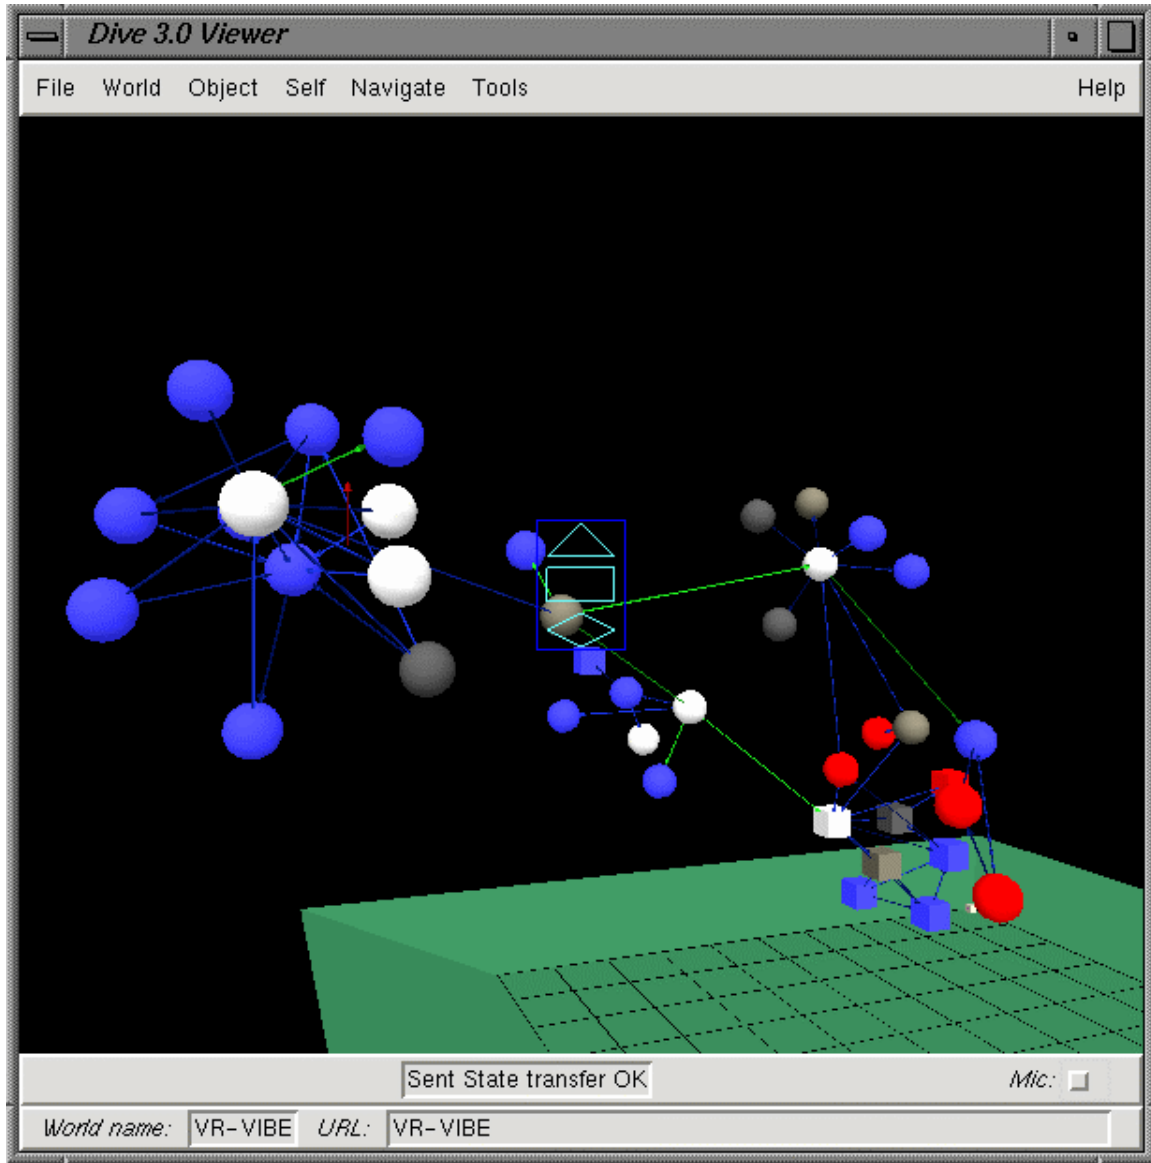 Dive 3.0 Viewer
File World Object Self Navigate Tools Help
Sent State transfer OK Mic:
World name: VR-VIBE URL: VR-VIBE